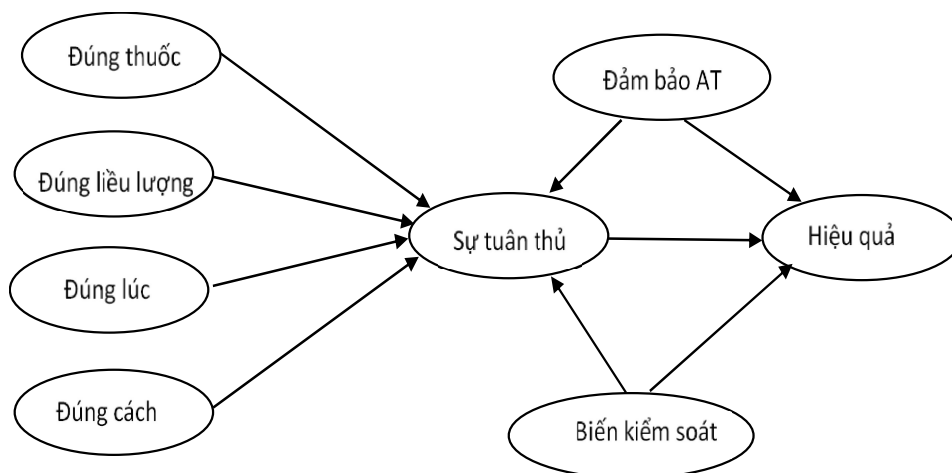 Đúng thuốc
Đúng liều lượng
Đúng lúc
Đúng cách
Đảm bảo AT
Sự tuân thủ
Hiệu quả
Biến kiểm soát